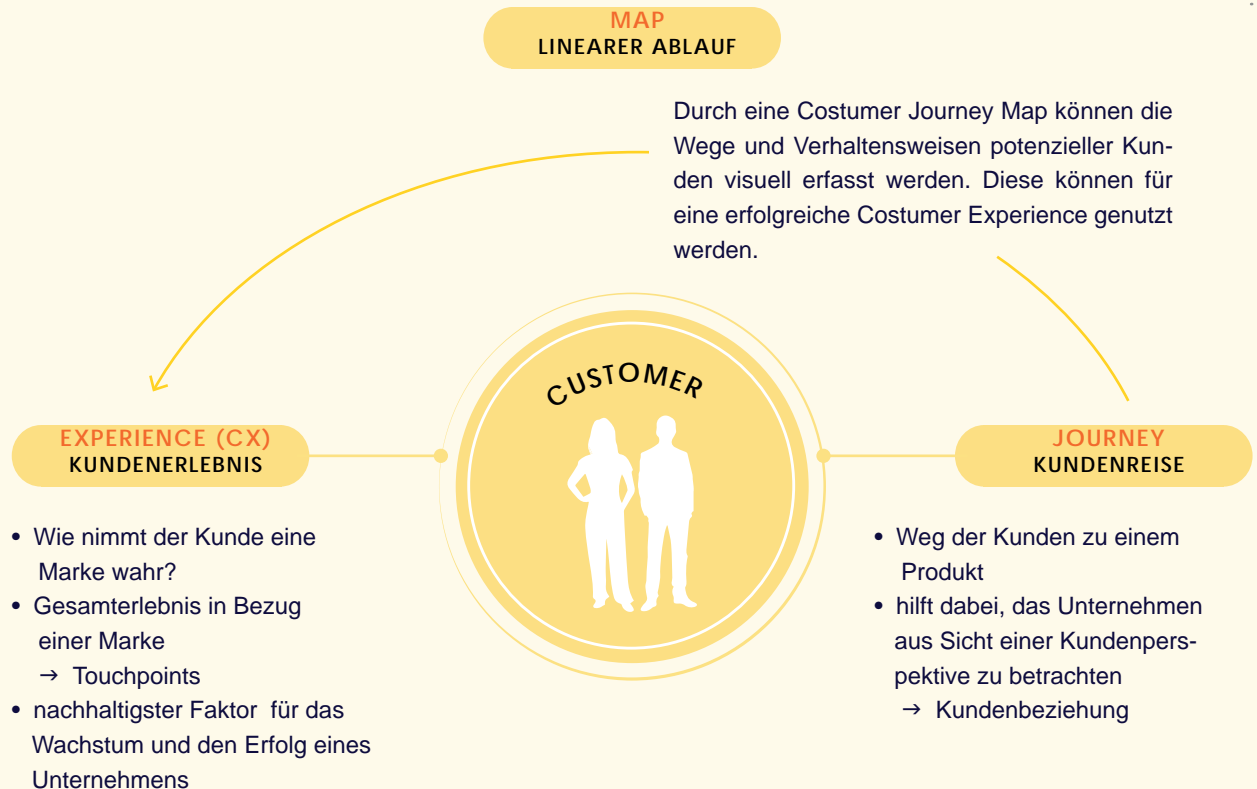 MAP
LINEARER ABLAUF
Durch eine Costumer Journey Map können die
Wege und Verhaltensweisen potenzieller Kun-
den visuell erfasst werden. Diese können für
eine erfolgreiche Costumer Experience genutzt
werden.
CUSTOMER
EXPERIENCE (CX)
KUNDENERLEBNIS
• Wie nimmt der Kunde eine
Marke wahr?
• Gesamterlebnis in Bezug
einer Marke
→ Touchpoints
• nachhaltigster Faktor für das
Wachstum und den Erfolg eines
Unternehmens
JOURNEY
KUNDENREISE
• Weg der Kunden zu einem
Produkt
• hilft dabei, das Unternehmen
aus Sicht einer Kundenpers-
pektive zu betrachten
→ Kundenbeziehung